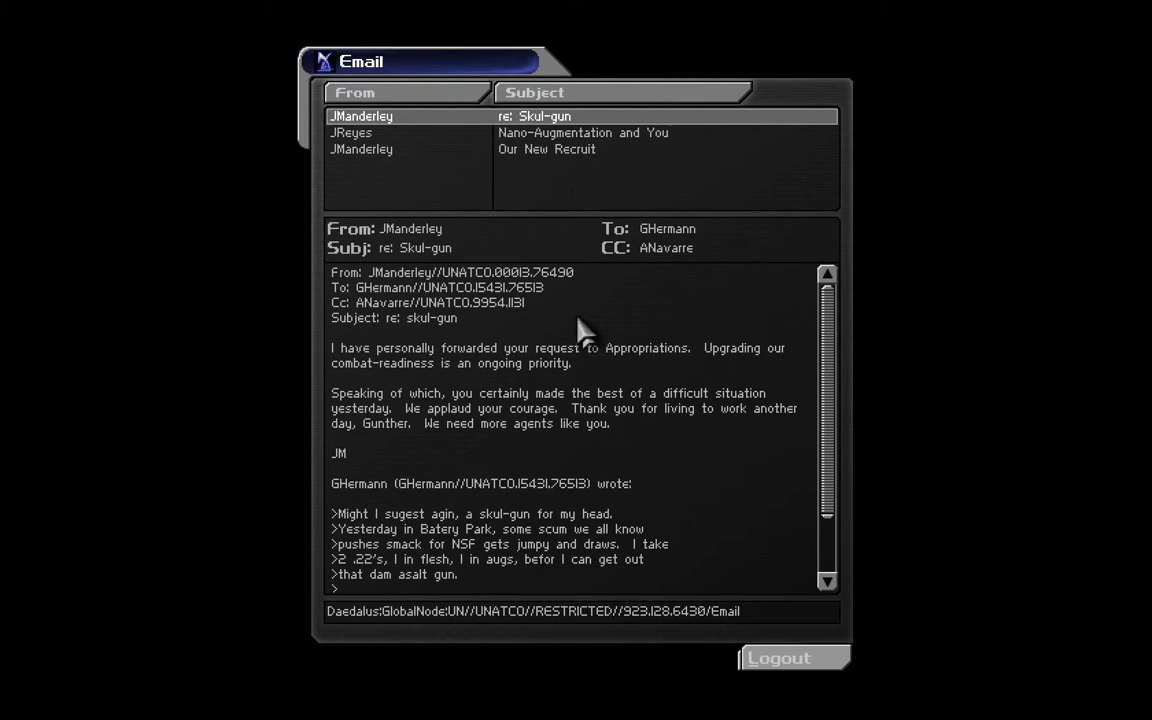 Email
From Subject
JManderley re: Skul-gun
JReyes Nano-Augmentation and You
JManderley Our New Recruit
From: JManderley To: GHermann
Subj: re: Skul-gun CC: ANavarre
From: JManderley//UNATCO.00013.76490
To: GHermann//UNATCO.15431.76513
Cc: ANavarre//UNATCO.9954.1131
Subject: re: skul-gun
I have personally forwarded your request to Appropriations.  Upgrading our
combat-readiness is an ongoing priority.
Speaking of which, you certainly made the best of a difficult situation
yesterday.  We applaud your courage.  Thank you for living to work another
day, Gunther.  We need more agents like you.
JM
GHermann (GHermann//UNATCO.15431.76513) wrote:
>Might I sugest agin, a skul-gun for my head.
>Yesterday in Batery Park, some scum we all know
>pushes smack for NSF gets jumpy and draws.  I take
>2 .22's, 1 in flesh, 1 in augs, befor I can get out
>that dam asalt gun.
>
Daedalus:GlobalNode:UN//UNATCO//RESTRICTED//923.128.6430/Email
Logout